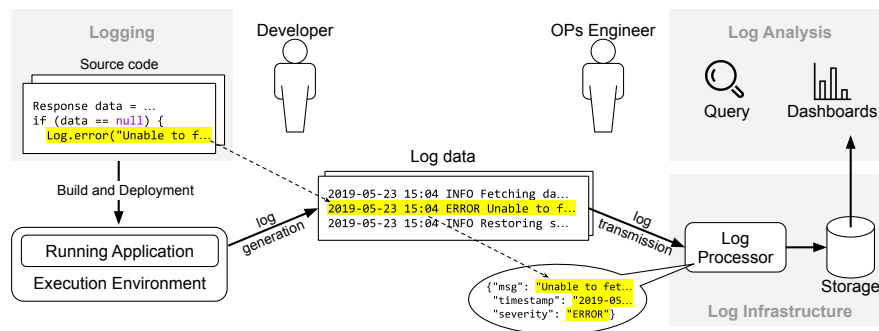 Logging
Developer
OPs Engineer
Log Analysis
Source code
Response data = …
if (data == null) {
Log.error("Unable to f…
Query
Dashboards
Build and Deployment
Log data
2019-05-23 15:04 INFO Fetching da…
2019-05-23 15:04 ERROR Unable to f…
2019-05-23 15:04 INFO Restoring s…
log
generation
log
transmission
Running Application
Execution Environment
Log
Processor
Storage
{"msg": "Unable to fet…
"timestamp": "2019-05…
"severity": "ERROR"}
Log Infrastructure